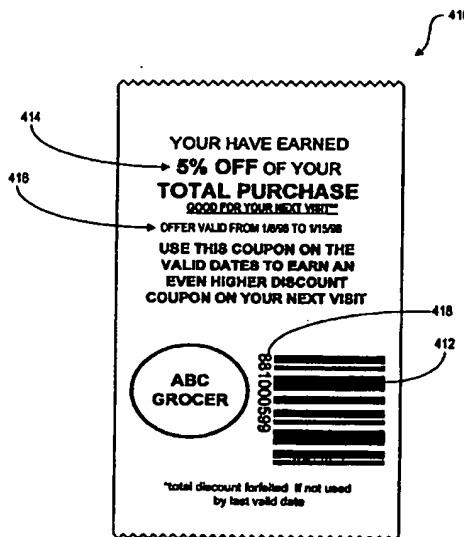 410
414
YOUR HAVE EARNED
5% OFF OF YOUR
416
TOTAL PURCHASE
GOOD FOR YOUR NEXT VISIT**
OFFER VALID FROM 1/8/98 TO 1/15/98
USE THIS COUPON ON THE
VALID DATES TO EARN AN
EVEN HIGHER DISCOUNT
COUPON ON YOUR NEXT VISIT
418
412
881000599
ABC
GROCER
*total discount forfeited if not used
by last valid date